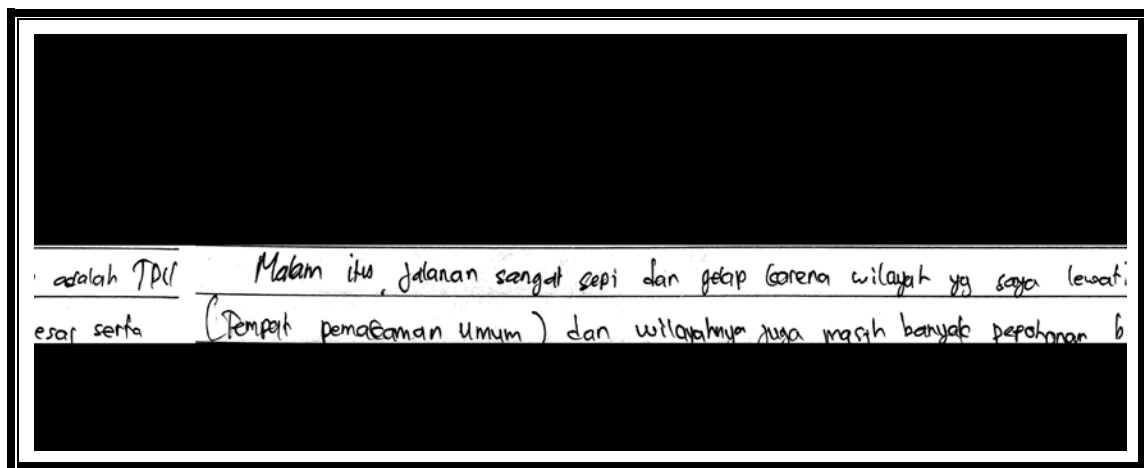 Malam itu, jalanan sangat sepi dan gelap karena wilayah yg saya lewati adalah TPU
(Tempat pemakaman umum) dan wilayahnya juga masih banyak pepohonan besar serta